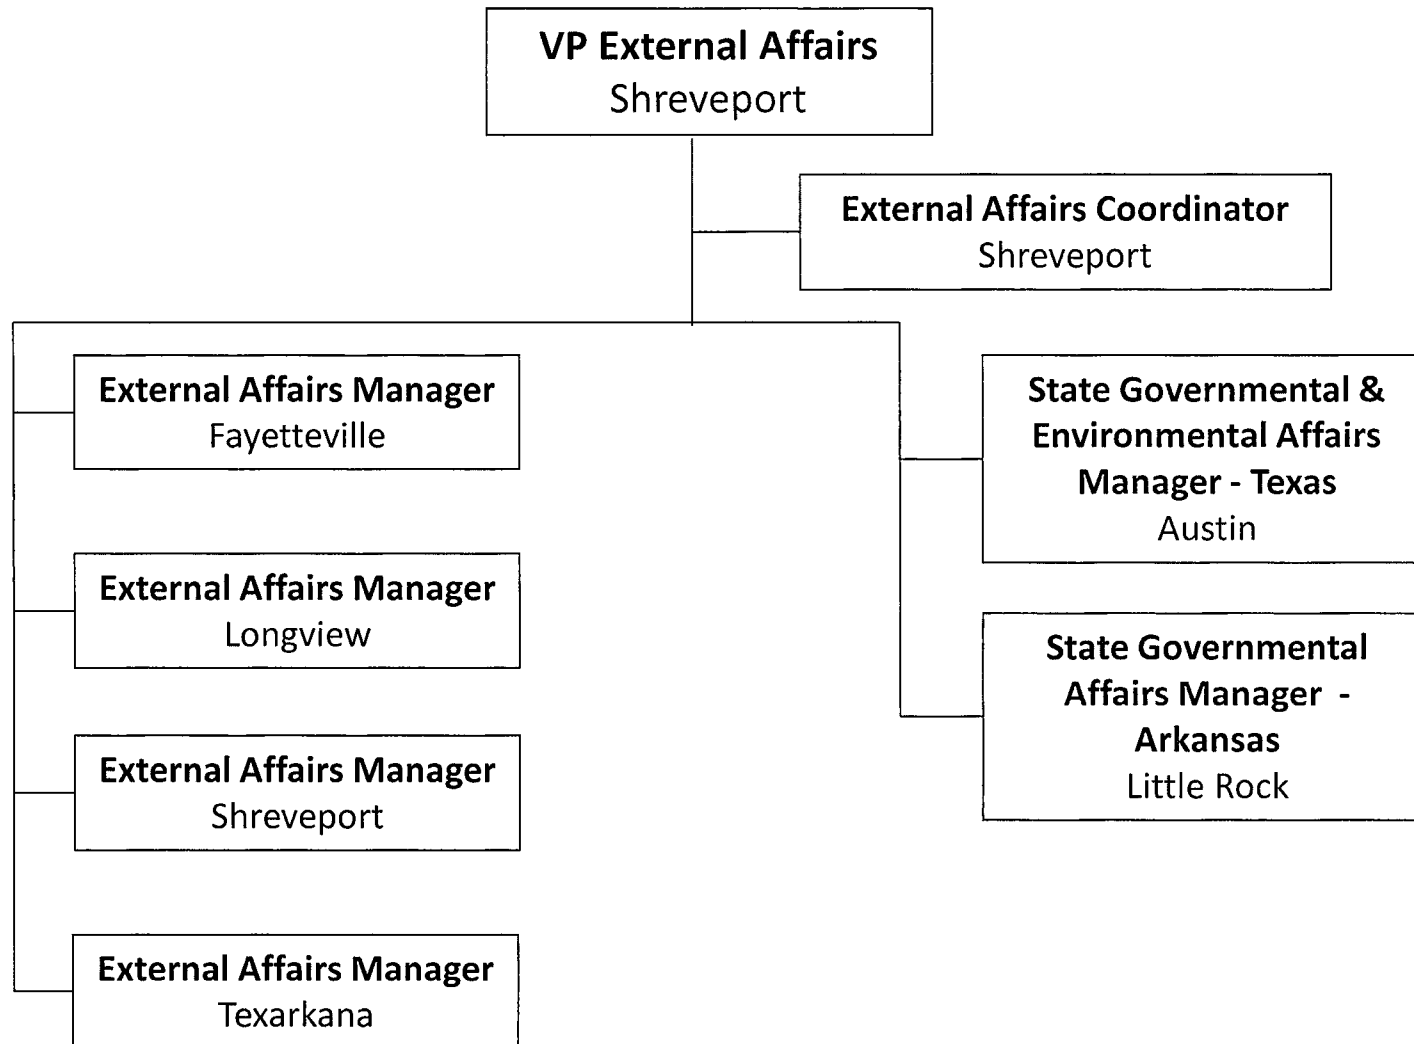 VP External Affairs
Shreveport
External Affairs Coordinator
Shreveport
External Affairs Manager
Fayetteville
External Affairs Manager
Longview
External Affairs Manager
Shreveport
External Affairs Manager
Texarkana
State Governmental &
Environmental Affairs
Manager - Texas
Austin
State Governmental
Affairs Manager  -
Arkansas
Little Rock